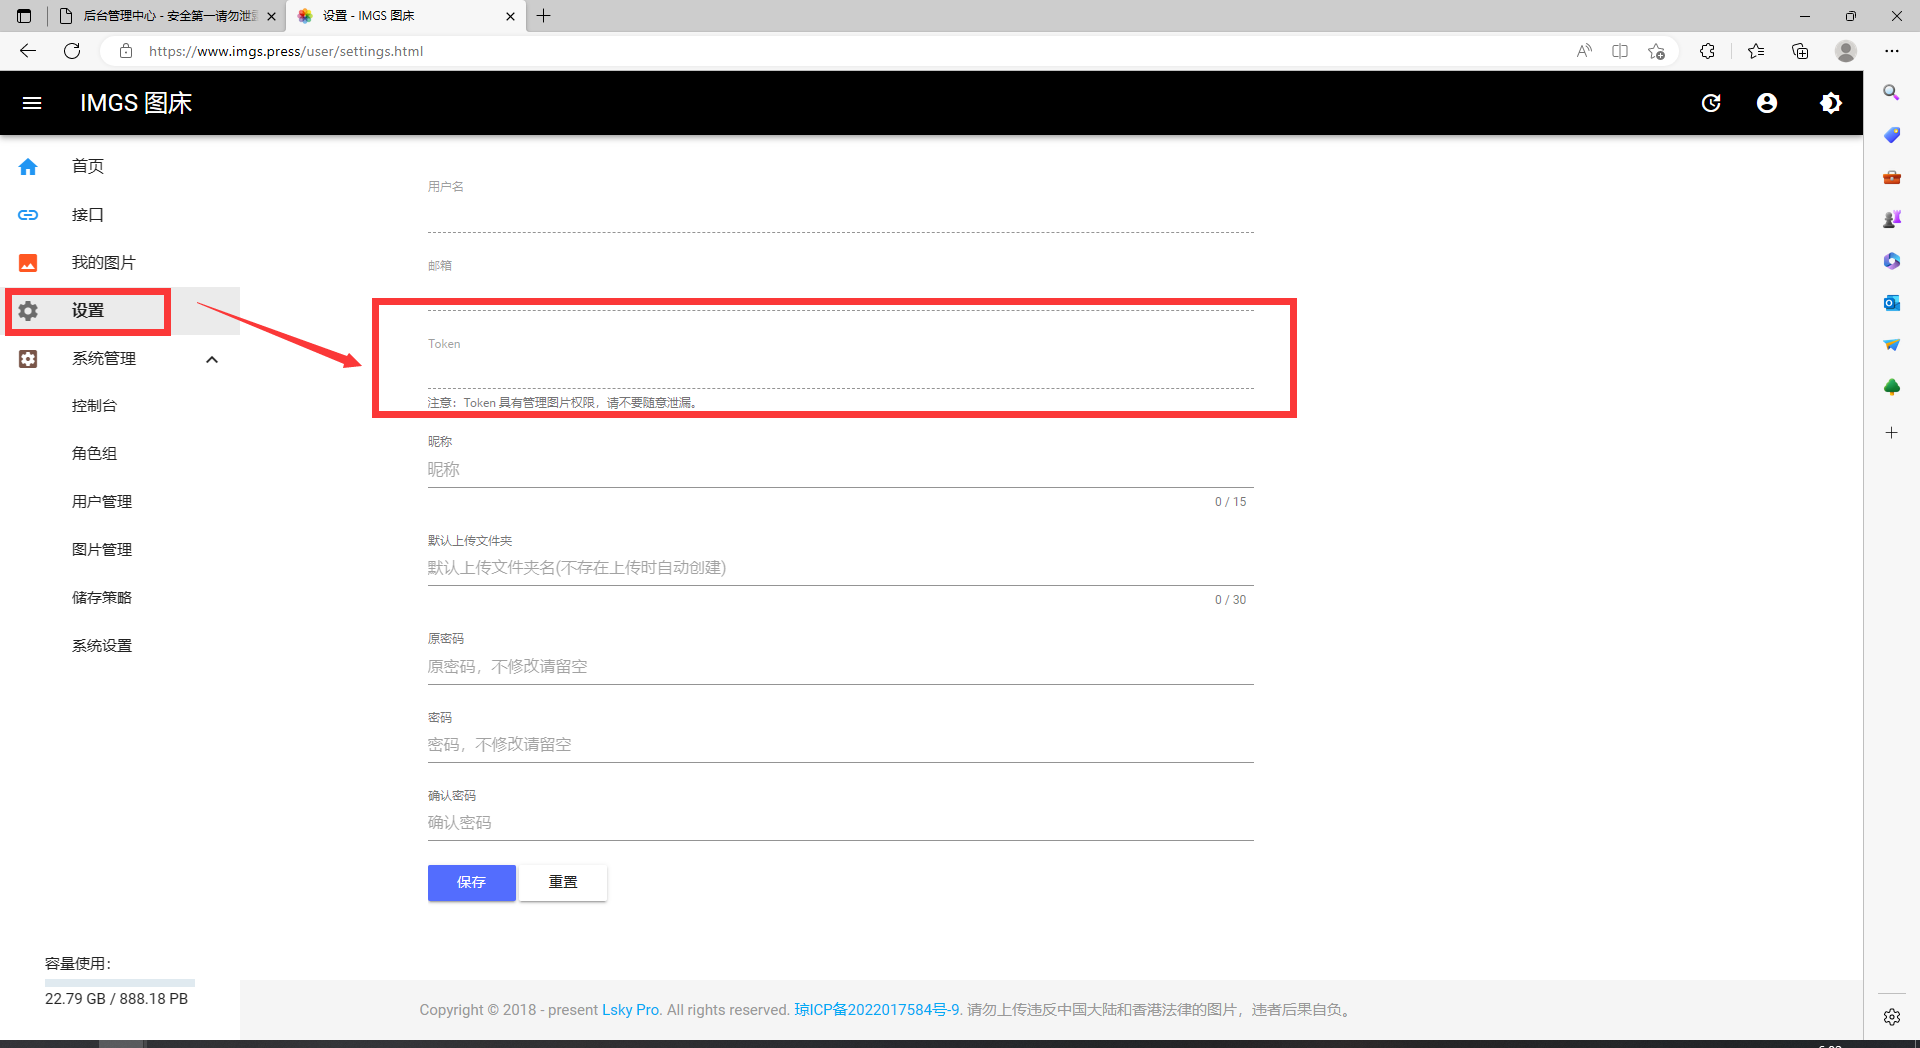 后台管理中心 - 安全第一请勿泄
设置 - IMGS 图床
https://www.imgs.press/user/settings.html
IMGS 图床
首页
接口
我的图片
设置
系统管理
控制台
角色组
用户管理
图片管理
储存策略
系统设置
容量使用：
22.79 GB / 888.18 PB
用户名
邮箱
Token
注意：Token 具有管理图片权限，请不要随意泄漏。
昵称
昵称
0 / 15
默认上传文件夹
默认上传文件夹名(不存在上传时自动创建)
0 / 30
原密码
原密码，不修改请留空
密码
密码，不修改请留空
确认密码
确认密码
保存
重置
Copyright © 2018 - present Lsky Pro. All rights reserved. 琼ICP备2022017584号-9. 请勿上传违反中国大陆和香港法律的图片，违者后果自负。